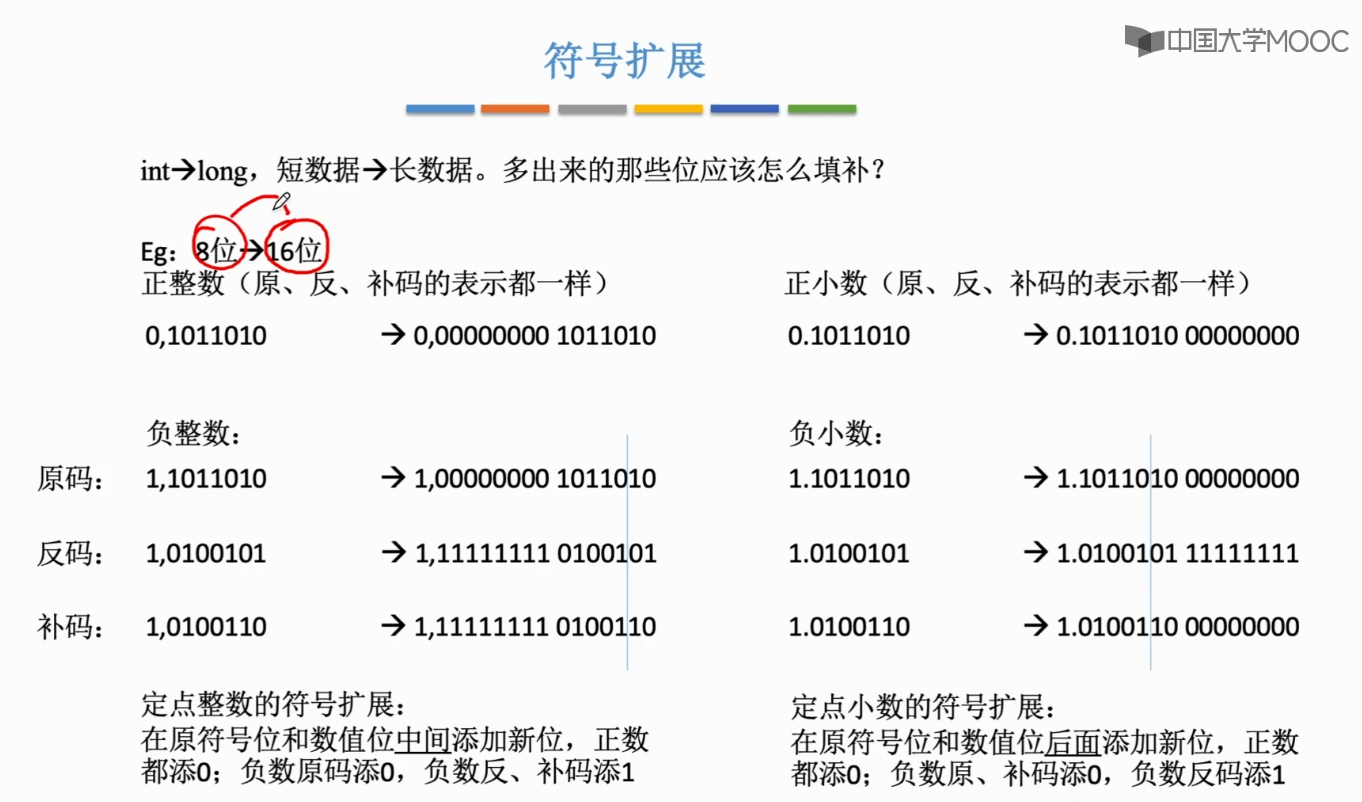 中国大学MOOC
符号扩展
int→long，短数据→长数据。多出来的那些位应该怎么填补？
Eg：8位→16位
正整数（原、反、补码的表示都一样） 正小数（原、反、补码的表示都一样）
0,1011010 → 0,00000000 1011010 0.1011010 → 0.1011010 00000000
负整数： 负小数：
原码： 1,1011010 → 1,00000000 1011010 1.1011010 → 1.1011010 00000000
反码： 1,0100101 → 1,11111111 0100101 1.0100101 → 1.0100101 11111111
补码： 1,0100110 → 1,11111111 0100110 1.0100110 → 1.0100110 00000000
定点整数的符号扩展：
在原符号位和数值位中间添加新位，正数
都添0；负数原码添0，负数反、补码添1
定点小数的符号扩展：
在原符号位和数值位后面添加新位，正数
都添0；负数原、补码添0，负数反码添1